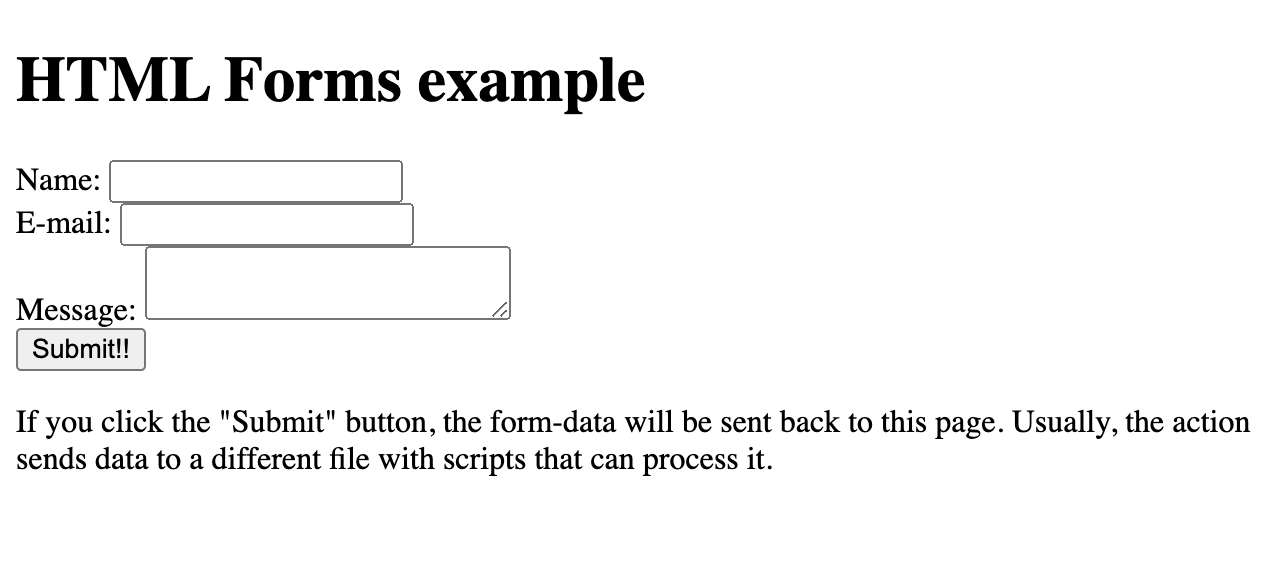 HTML Forms example
Name:
E-mail:
Message:
Submit!!
If you click the "Submit" button, the form-data will be sent back to this page. Usually, the action
sends data to a different file with scripts that can process it.